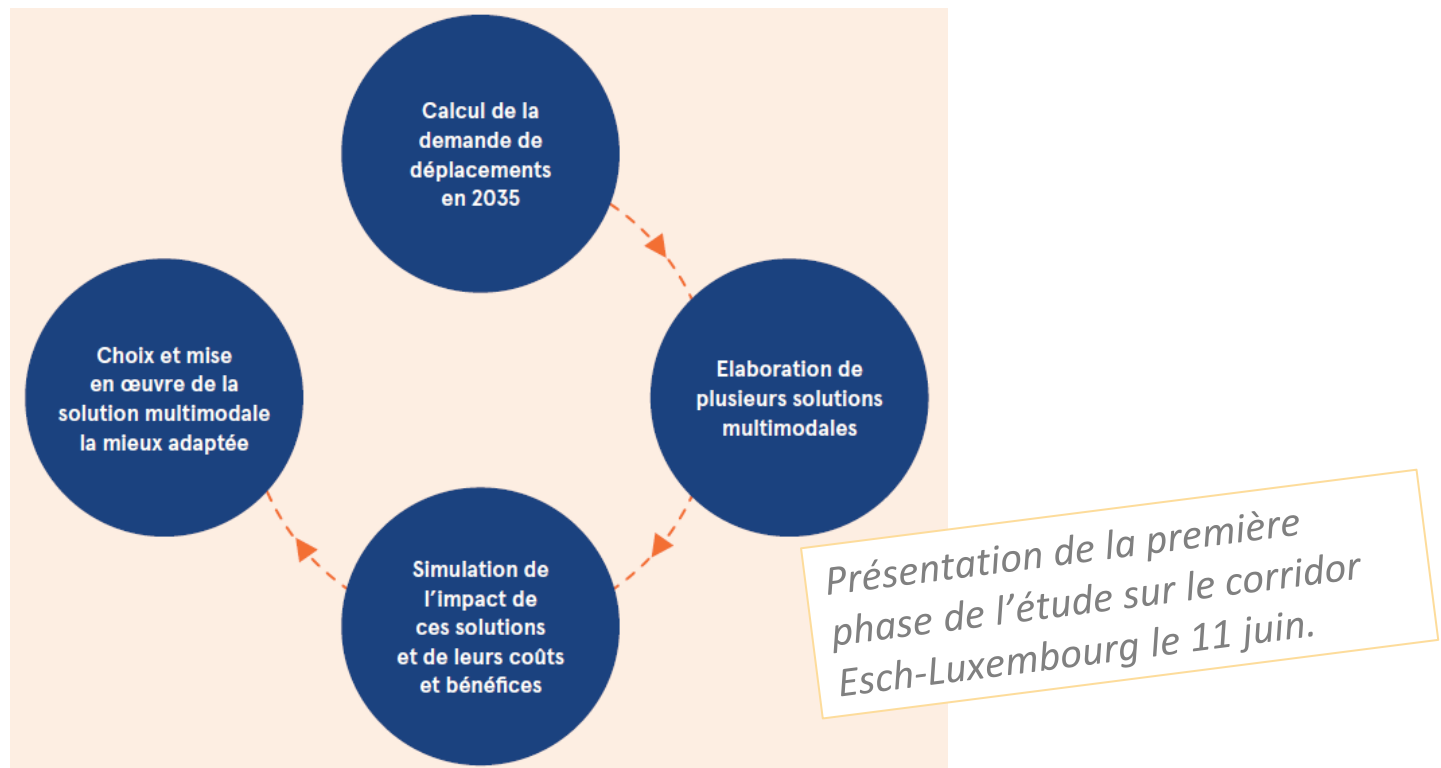 Calcul de la
demande de
déplacements
en 2035
Elaboration de
plusieurs solutions
multimodales
Simulation de
l’impact de
ces solutions
et de leurs coûts
et bénéfices
Choix et mise
en œuvre de la
solution multimodale
la mieux adaptée
Présentation de la première
phase de l’étude sur le corridor
Esch-Luxembourg le 11 juin.